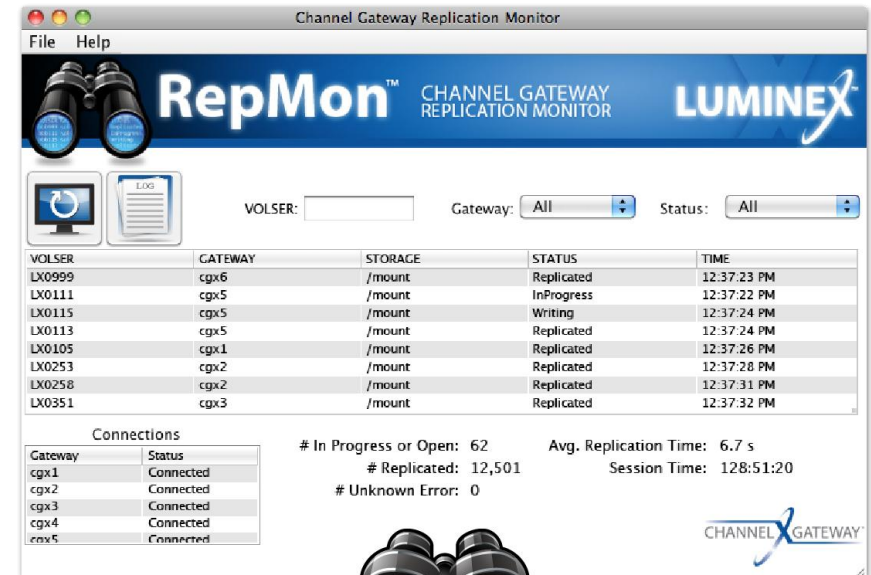 Channel Gateway Replication Monitor
File Help
RepMon™ CHANNEL GATEWAY REPLICATION MONITOR LUMINEX
LOG
VOLSER: Gateway: All Status: All
VOLSER GATEWAY STORAGE STATUS TIME
LX0999 cgx6 /mount Replicated 12:37:23 PM
LX0111 cgx5 /mount InProgress 12:37:22 PM
LX0115 cgx5 /mount Writing 12:37:24 PM
LX0113 cgx5 /mount Replicated 12:37:24 PM
LX0105 cgx1 /mount Replicated 12:37:26 PM
LX0253 cgx2 /mount Replicated 12:37:28 PM
LX0258 cgx2 /mount Replicated 12:37:31 PM
LX0351 cgx3 /mount Replicated 12:37:32 PM
Connections
Gateway Status
cgx1 Connected
cgx2 Connected
cgx3 Connected
cgx4 Connected
cgx5 Connected
# In Progress or Open: 62 Avg. Replication Time: 6.7 s
# Replicated: 12,501 Session Time: 128:51:20
# Unknown Error: 0
CHANNEL X GATEWAY